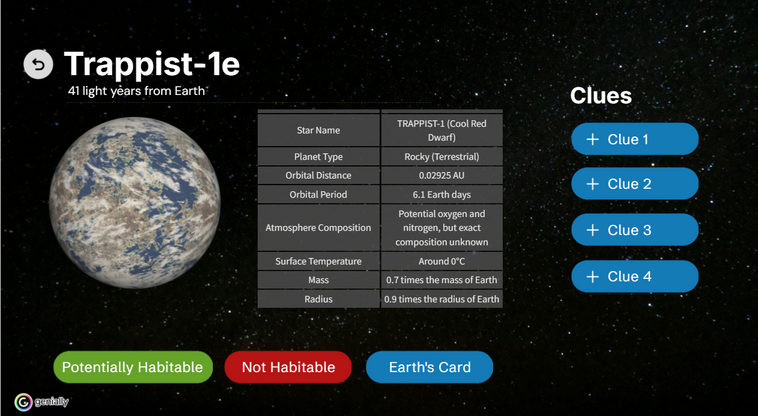 Trappist-1e
41 light years from Earth
Star Name
TRAPPIST-1 (Cool Red
Dwarf)
Planet Type
Rocky (Terrestrial)
Orbital Distance
0.02925 AU
Orbital Period
6.1 Earth days
Atmosphere Composition
Potential oxygen and
nitrogen, but exact
composition unknown
Surface Temperature
Around 0°C
Mass
0.7 times the mass of Earth
Radius
0.9 times the radius of Earth
Clues
+ Clue 1
+ Clue 2
+ Clue 3
+ Clue 4
Potentially Habitable
Not Habitable
Earth's Card
genially